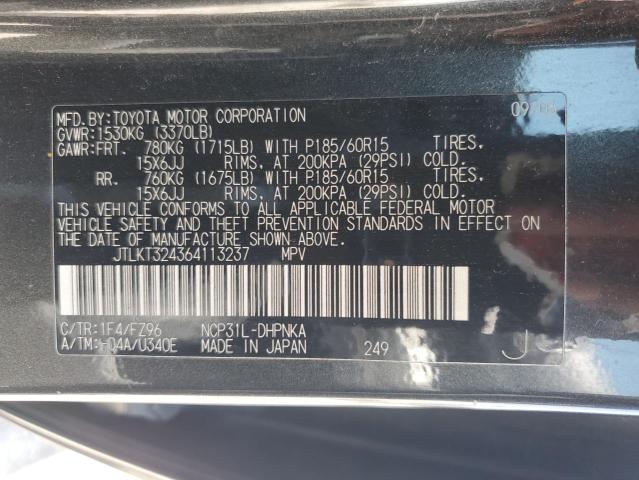 MFD.BY:TOYOTA MOTOR CORPORATION
GVWR:1530KG (3370LB)
GAWR:FRT. 780KG (1715LB) WITH P185/60R15 TIRES,
15X6JJ RIMS, AT 200KPA (29PSI) COLD.
RR. 760KG (1675LB) WITH P185/60R15 TIRES,
15X6JJ RIMS, AT 200KPA (29PSI) COLD.
THIS VEHICLE CONFORMS TO ALL APPLICABLE FEDERAL MOTOR
VEHICLE SAFETY AND THEFT PREVENTION STANDARDS IN EFFECT ON
THE DATE OF MANUFACTURE SHOWN ABOVE.
JTLKT324364113237 MPV
C/TR:1F4/FZ96 NCP31L-DHPNKA
A/TM: /U340E MADE IN JAPAN 249 J